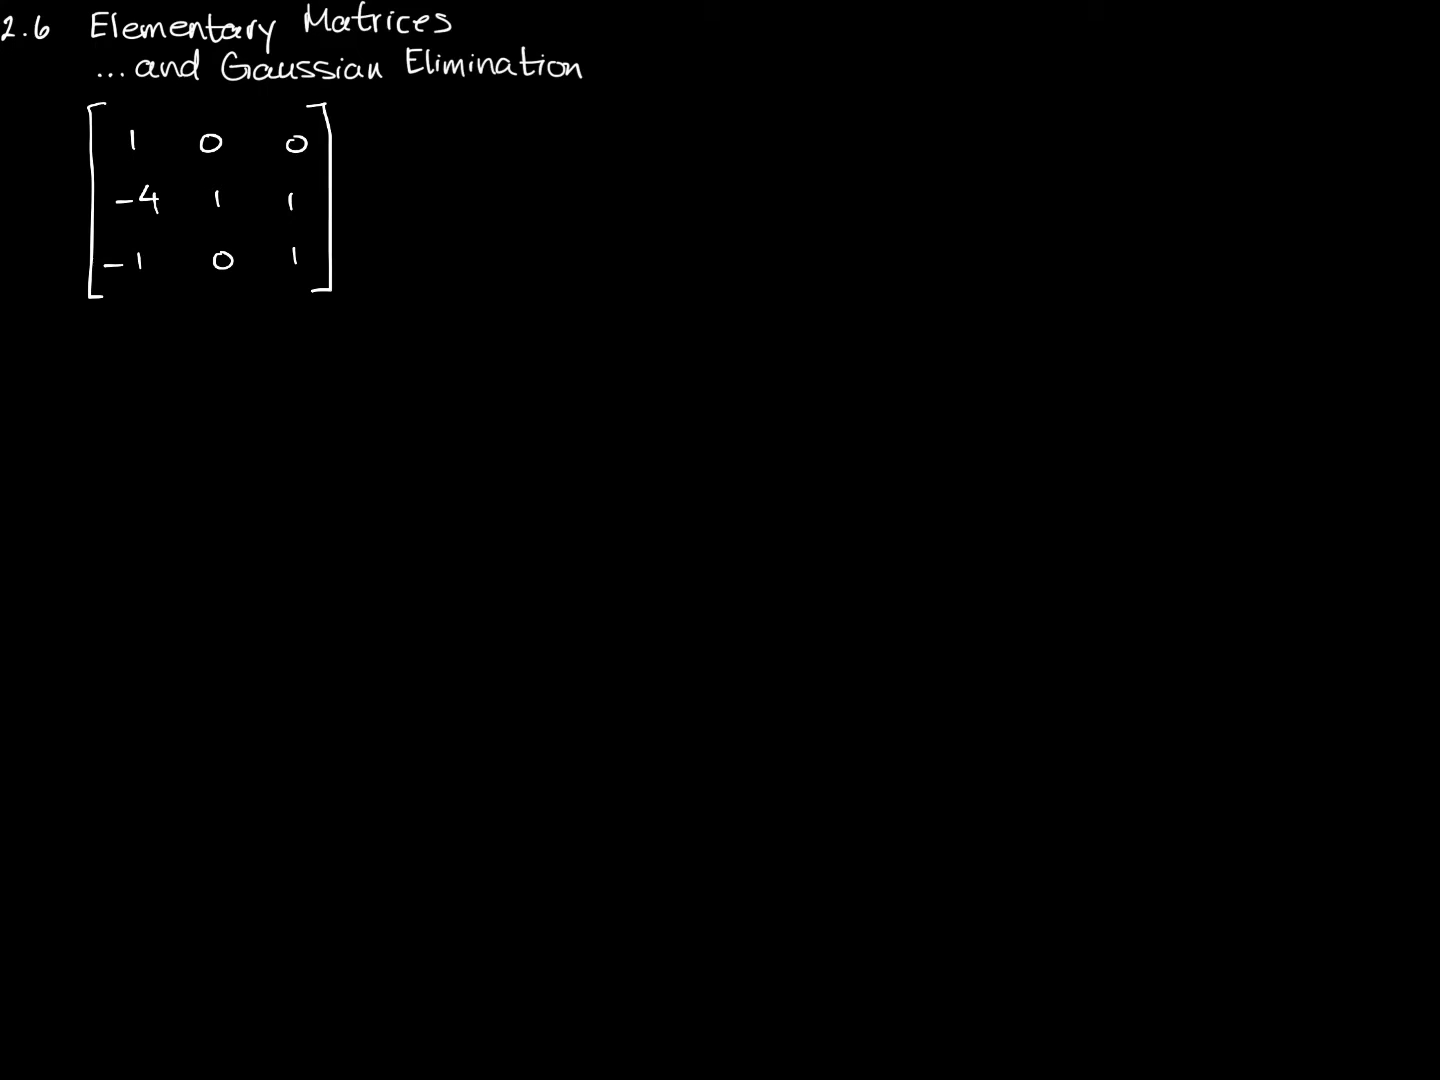 2.6 Elementary Matrices
... and Gaussian Elimination
1 0 0
-4 1 1
-1 0 1